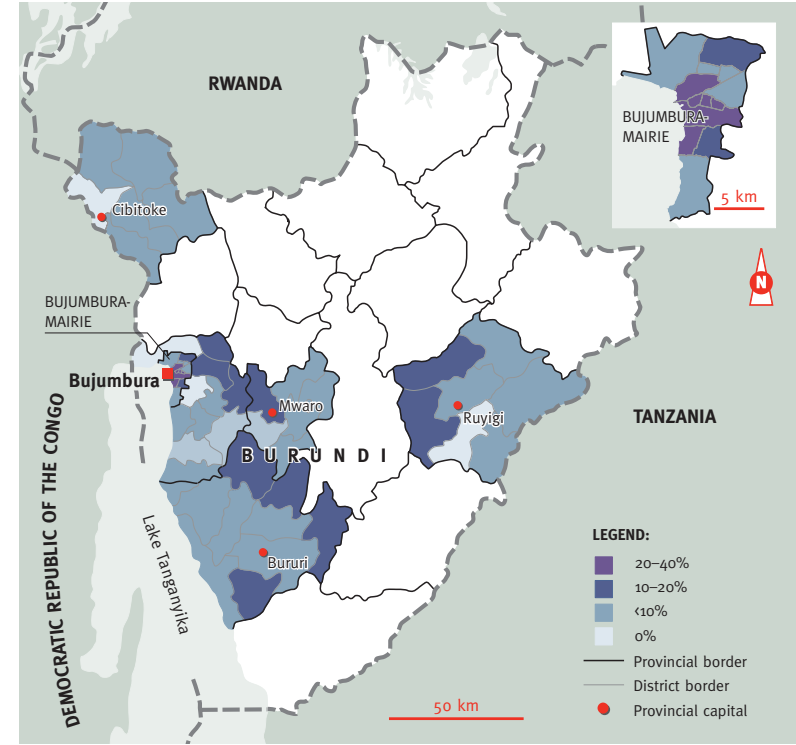 RWANDA
BUJUMBURA-
MAIRIE
5 km
Cibitoke
N
BUJUMBURA-
MAIRIE
Bujumbura
Mwaro
Ruyigi
TANZANIA
BURUNDI
DEMOCRATIC REPUBLIC OF THE CONGO
Lake Tanganyika
Bururi
LEGEND:
20–40%
10–20%
<10%
0%
Provincial border
District border
Provincial capital
50 km